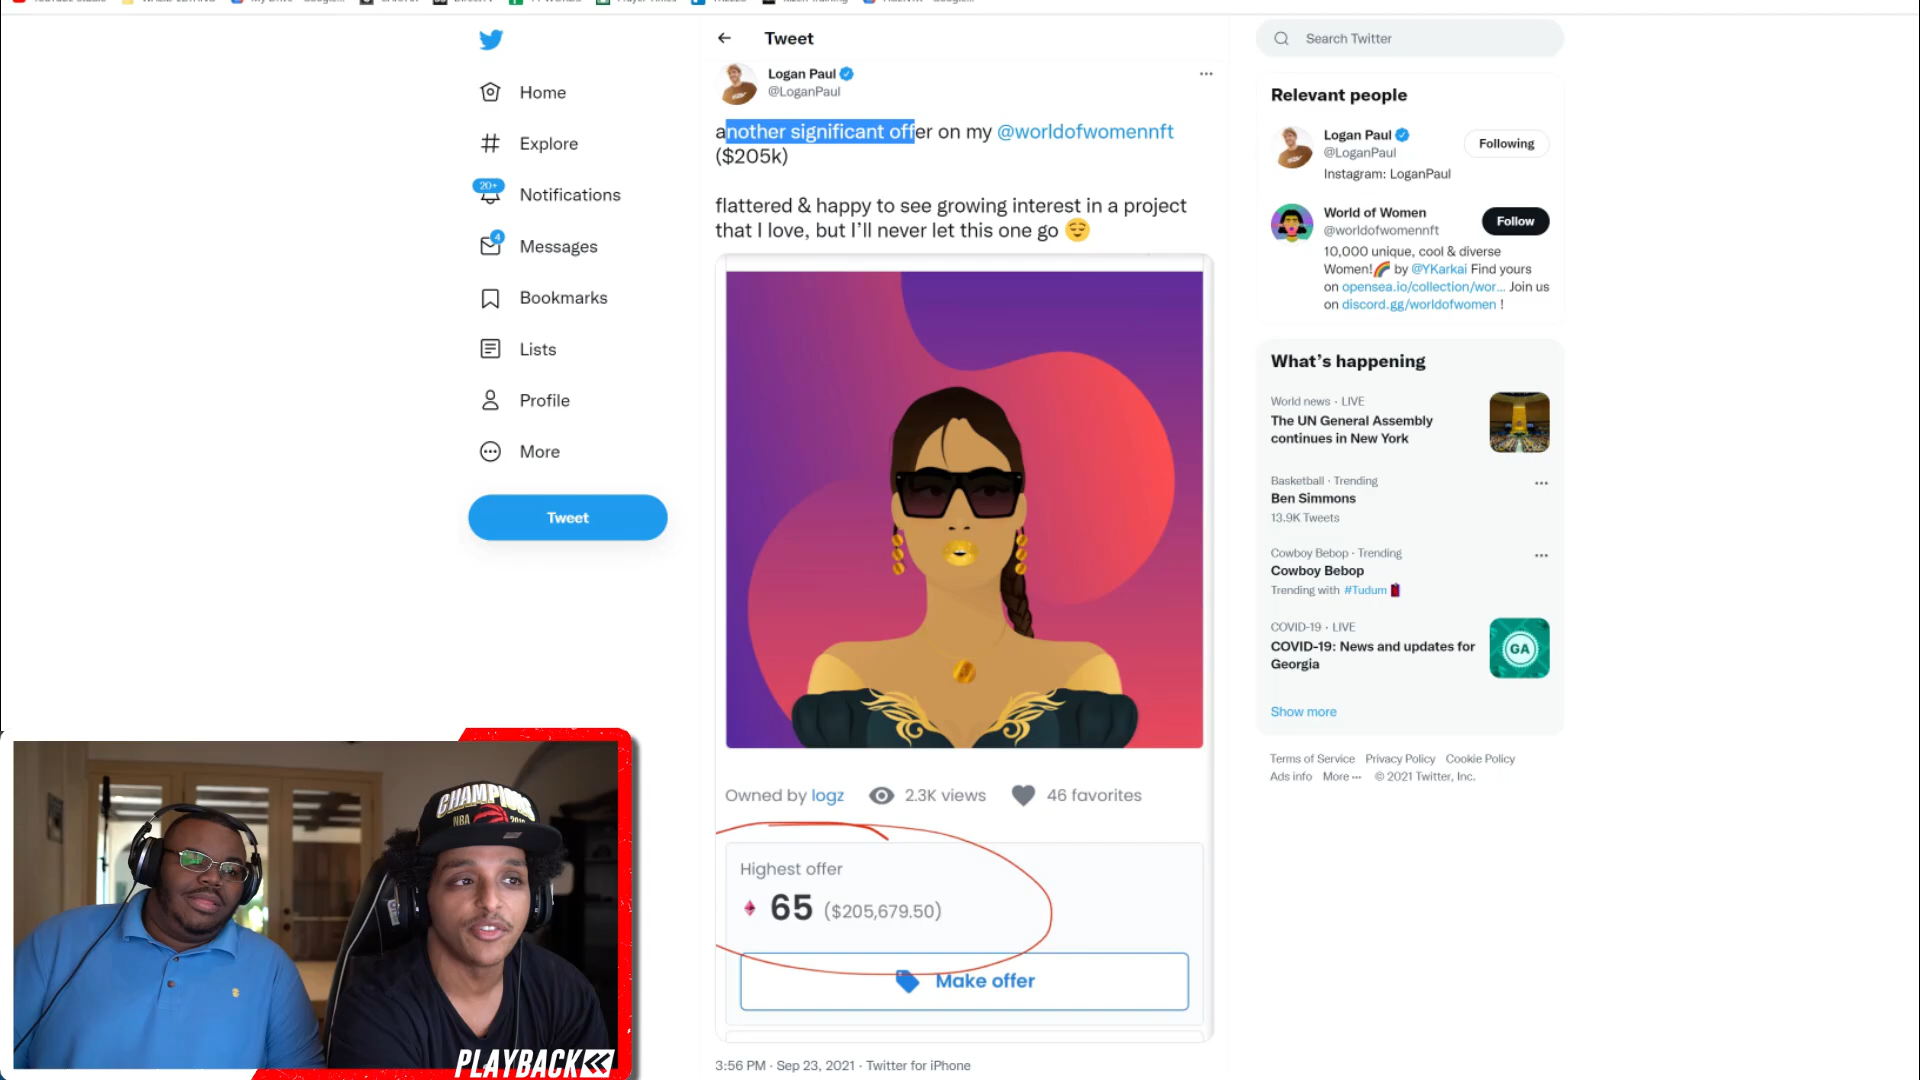 Tweet
Search Twitter
Logan Paul
@LoganPaul
another significant offer on my @worldofwomennft
($205k)
flattered & happy to see growing interest in a project
that I love, but I'll never let this one go 😌
Home
Explore
20+
Notifications
4
Messages
Bookmarks
Lists
Profile
More
Tweet
Owned by logz 2.3K views 46 favorites
Highest offer
65 ($205,679.50)
Make offer
3:56 PM · Sep 23, 2021 · Twitter for iPhone
Relevant people
Logan Paul
@LoganPaul
Following
Instagram: LoganPaul
World of Women
@worldofwomennft
Follow
10,000 unique, cool & diverse
Women!🌈 by @YKarkai Find yours
on opensea.io/collection/wor... Join us
on discord.gg/worldofwomen !
What's happening
World news · LIVE
The UN General Assembly
continues in New York
Basketball · Trending
Ben Simmons
13.9K Tweets
Cowboy Bebop · Trending
Cowboy Bebop
Trending with #Tudum
COVID-19 · LIVE
COVID-19: News and updates for
Georgia
GA
Show more
Terms of Service Privacy Policy Cookie Policy
Ads info More ··· © 2021 Twitter, Inc.
CHAMPIONS
NBA 2019
PLAYBACK